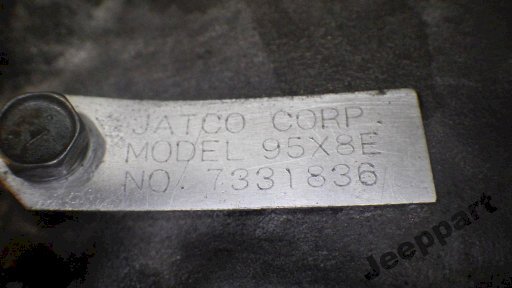 JATCO CORP.
MODEL 95X8E
NO. 7331836
Jeeppart